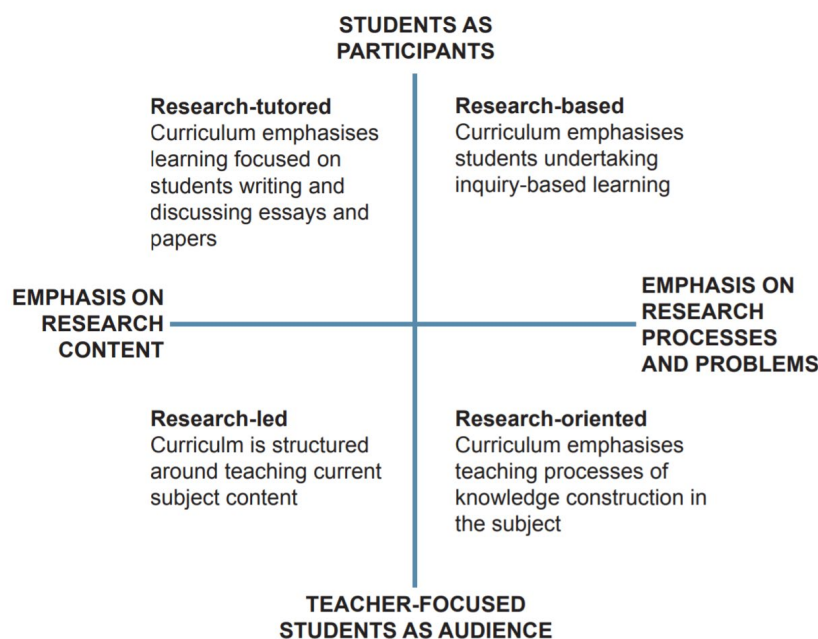 STUDENTS AS
PARTICIPANTS
Research-tutored
Curriculum emphasises
learning focused on
students writing and
discussing essays and
papers
Research-based
Curriculum emphasises
students undertaking
inquiry-based learning
EMPHASIS ON
RESEARCH
CONTENT
EMPHASIS ON
RESEARCH
PROCESSES
AND PROBLEMS
Research-led
Curriculm is structured
around teaching current
subject content
Research-oriented
Curriculum emphasises
teaching processes of
knowledge construction in
the subject
TEACHER-FOCUSED
STUDENTS AS AUDIENCE